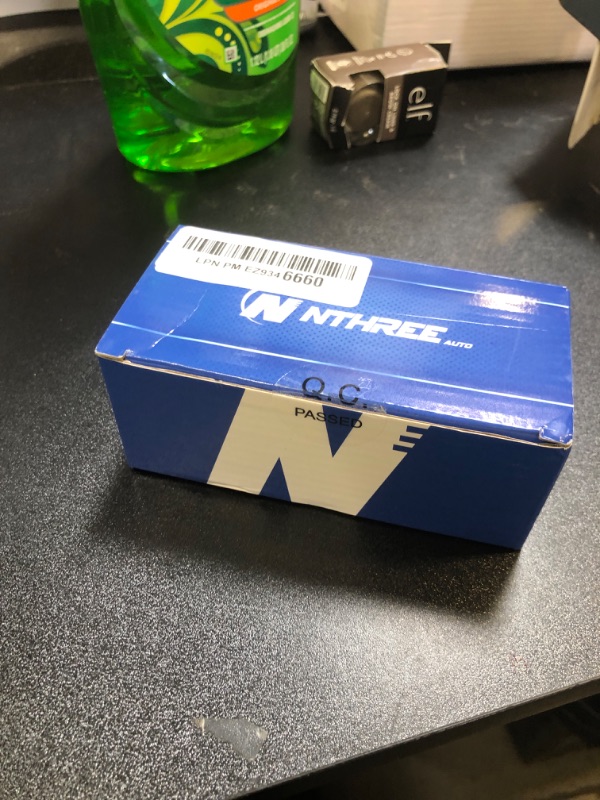 elf
LPN PM EZ934 6660
NTHREE AUTO
Q.C.
PASSED